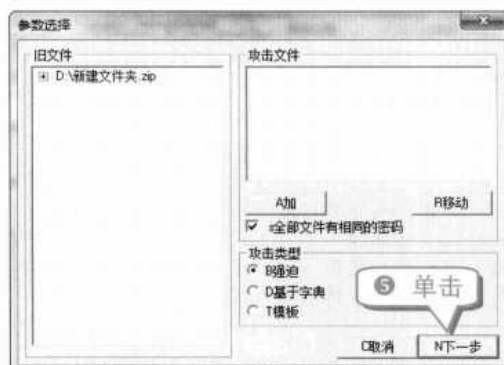 参数选择
旧文件
D:\新建文件夹.zip
攻击文件
A加
R移动
全部文件有相同的密码
攻击类型
B强迫
D基于字典
T模板
❺ 单击
C取消
N下一步